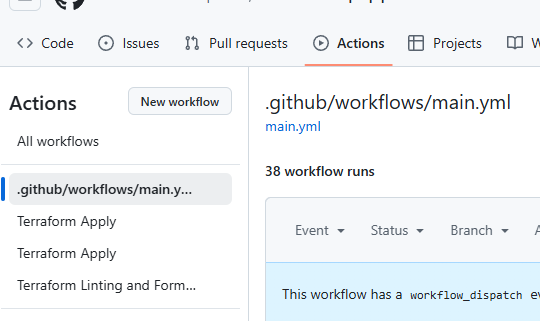 Code
Issues
Pull requests
Actions
Projects
Actions
New workflow
All workflows
.github/workflows/main.y...
Terraform Apply
Terraform Apply
Terraform Linting and Form...
.github/workflows/main.yml
main.yml
38 workflow runs
Event
Status
Branch
This workflow has a workflow_dispatch